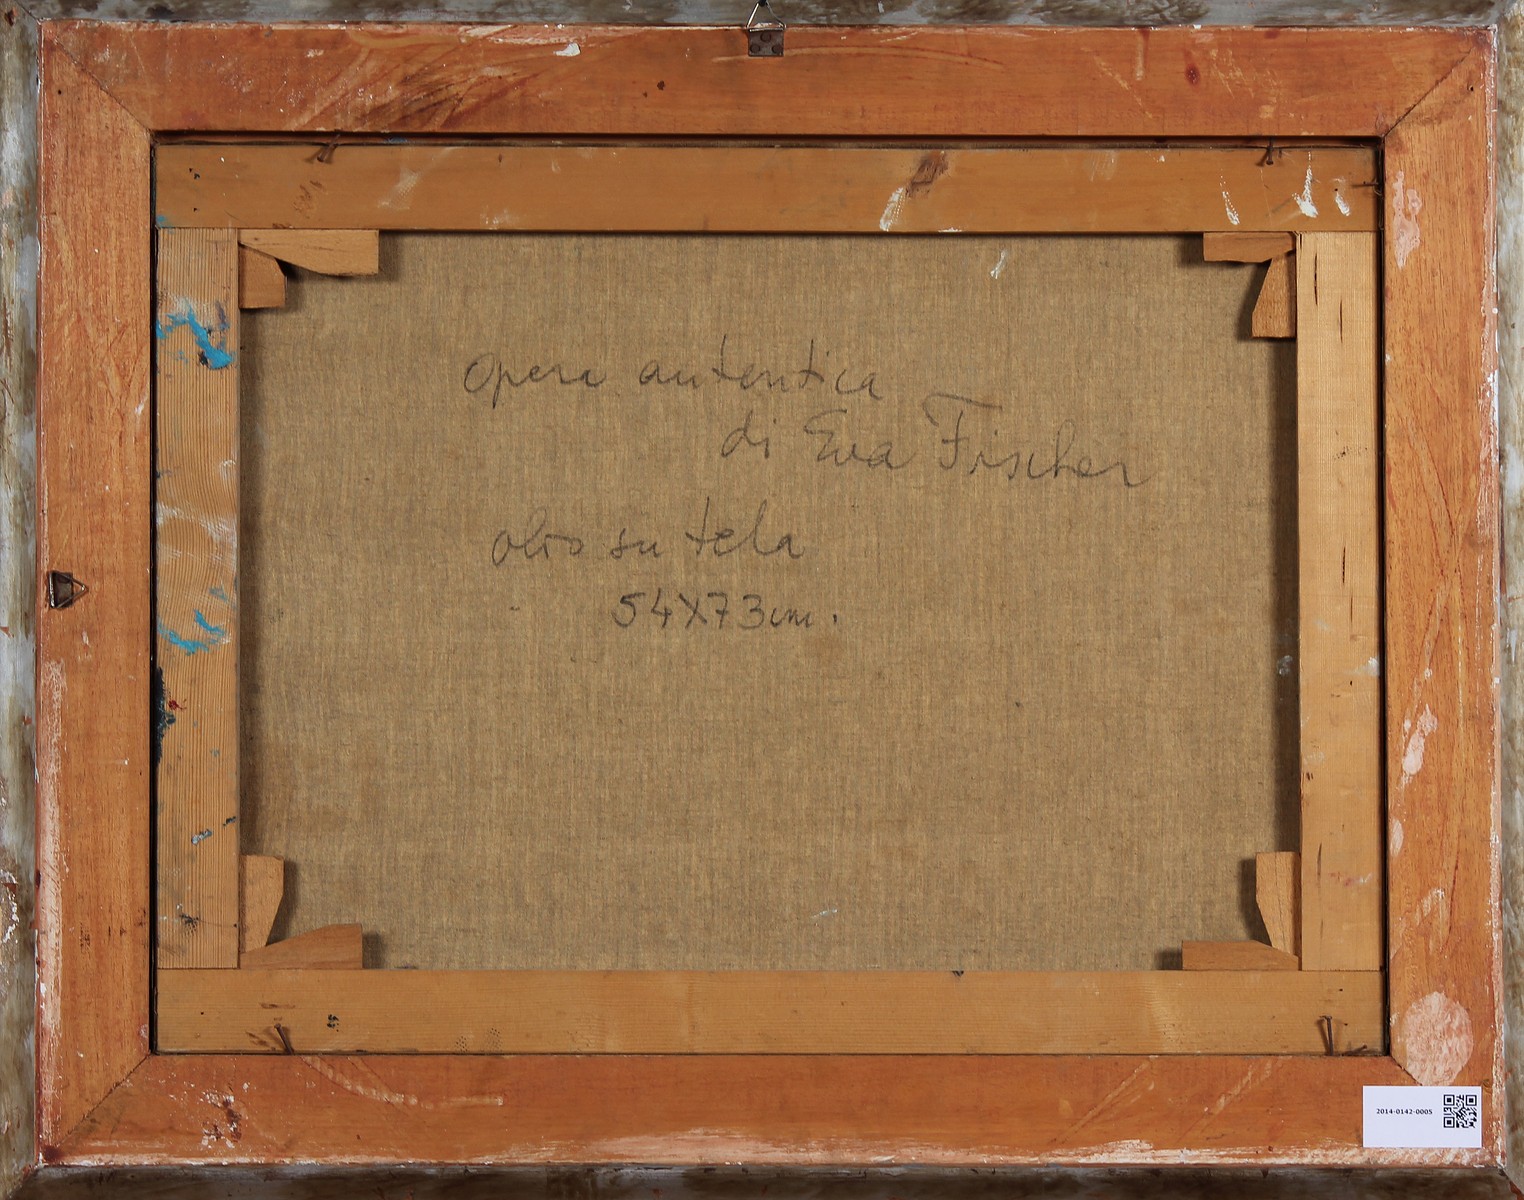 opera autentica
di Eva Fischer
olio su tela
54X73cm.
2014-0142-0005